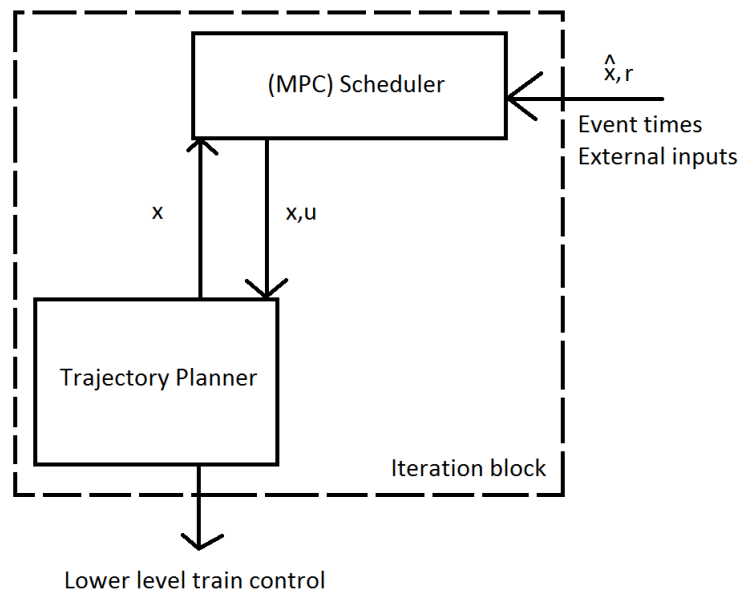 (MPC) Scheduler
x̂,r
Event times
External inputs
x
x,u
Trajectory Planner
Iteration block
Lower level train control